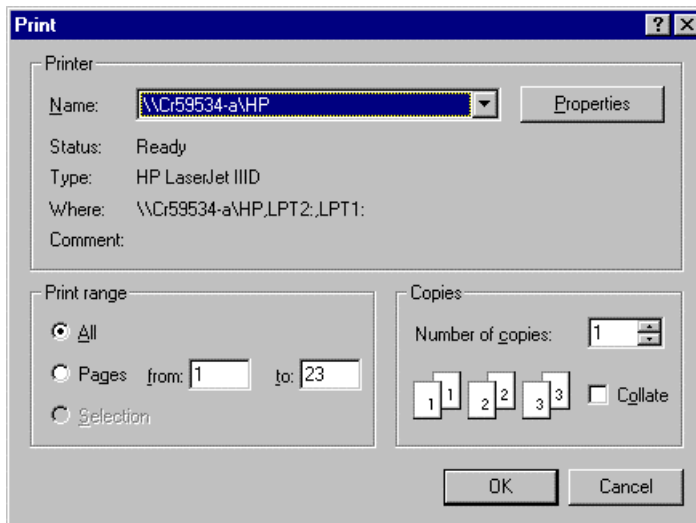 Print
Printer
Name: \\Cr59534-a\HP Properties
Status: Ready
Type: HP LaserJet IIID
Where: \\Cr59534-a\HP,LPT2:,LPT1:
Comment:
Print range
All
Pages from: 1 to: 23
Selection
Copies
Number of copies: 1
1 1 2 2 3 3 Collate
OK Cancel